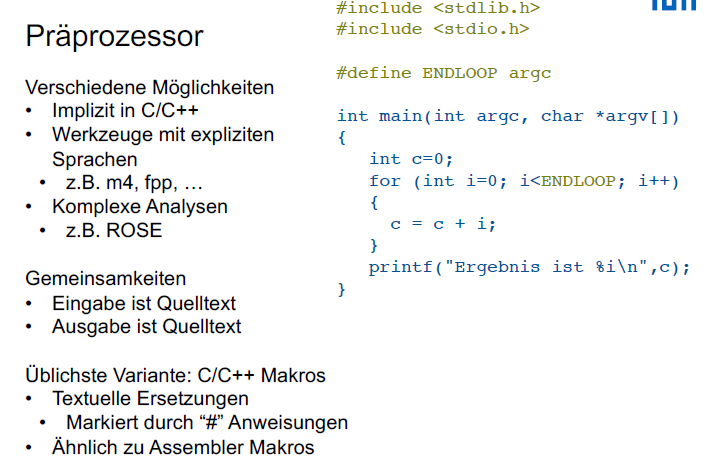 Präprozessor
Verschiedene Möglichkeiten
• Implizit in C/C++
• Werkzeuge mit expliziten
Sprachen
• z.B. m4, fpp, …
• Komplexe Analysen
• z.B. ROSE
Gemeinsamkeiten
• Eingabe ist Quelltext
• Ausgabe ist Quelltext
Üblichste Variante: C/C++ Makros
• Textuelle Ersetzungen
• Markiert durch “#” Anweisungen
• Ähnlich zu Assembler Makros
#include <stdlib.h>
#include <stdio.h>
#define ENDLOOP argc
int main(int argc, char *argv[])
{
int c=0;
for (int i=0; i<ENDLOOP; i++)
{
c = c + i;
}
printf("Ergebnis ist %i\n",c);
}